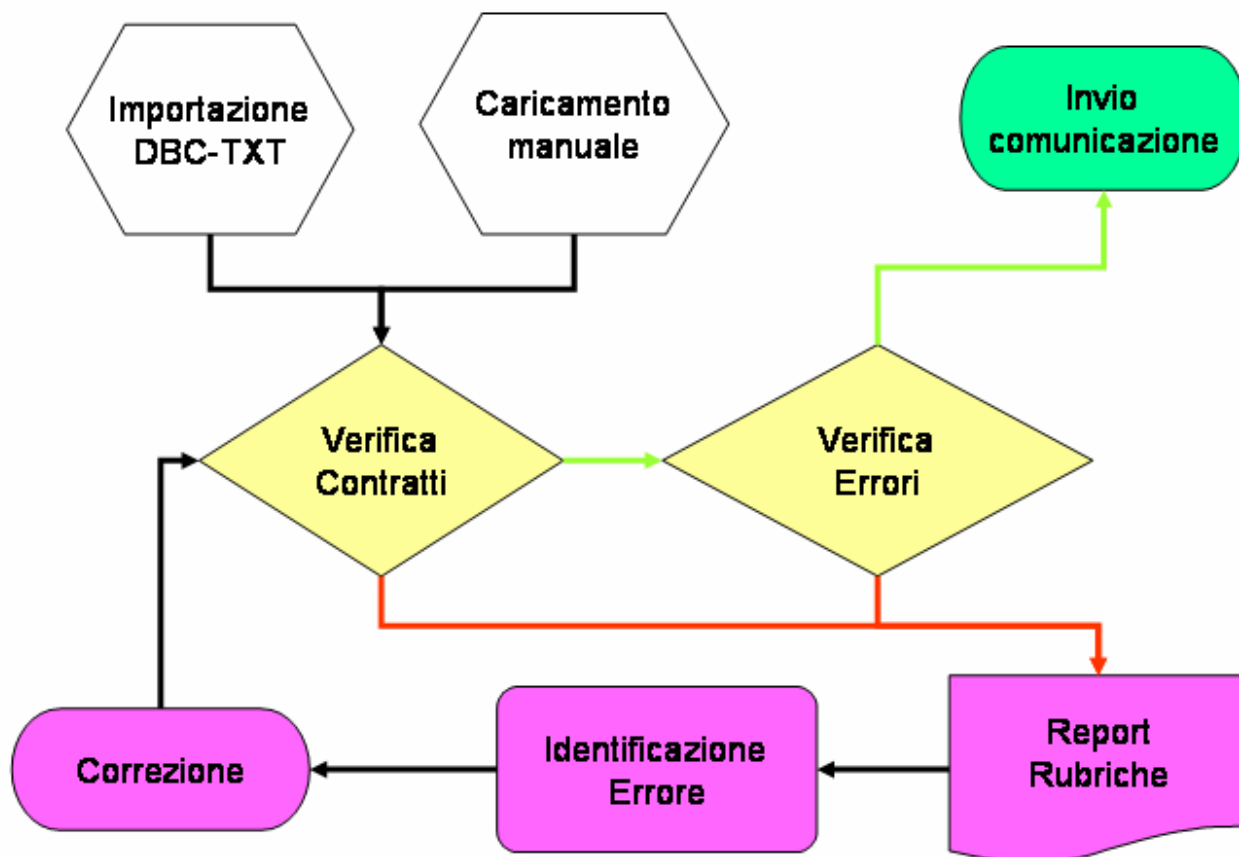 Importazione
DBC-TXT
Caricamento
manuale
Invio
comunicazione
Verifica
Contratti
Verifica
Errori
Correzione
Identificazione
Errore
Report
Rubriche